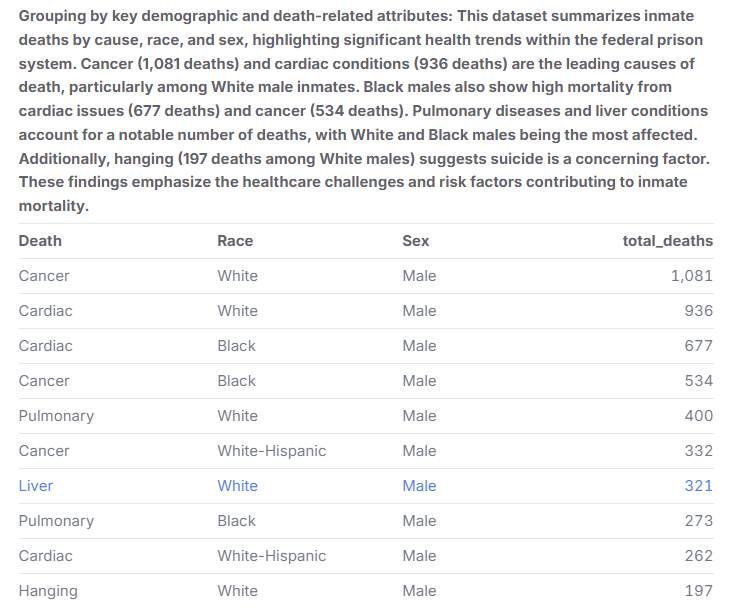 Grouping by key demographic and death-related attributes: This dataset summarizes inmate
deaths by cause, race, and sex, highlighting significant health trends within the federal prison
system. Cancer (1,081 deaths) and cardiac conditions (936 deaths) are the leading causes of
death, particularly among White male inmates. Black males also show high mortality from
cardiac issues (677 deaths) and cancer (534 deaths). Pulmonary diseases and liver conditions
account for a notable number of deaths, with White and Black males being the most affected.
Additionally, hanging (197 deaths among White males) suggests suicide is a concerning factor.
These findings emphasize the healthcare challenges and risk factors contributing to inmate
mortality.
Death Race Sex total_deaths
Cancer White Male 1,081
Cardiac White Male 936
Cardiac Black Male 677
Cancer Black Male 534
Pulmonary White Male 400
Cancer White-Hispanic Male 332
Liver White Male 321
Pulmonary Black Male 273
Cardiac White-Hispanic Male 262
Hanging White Male 197